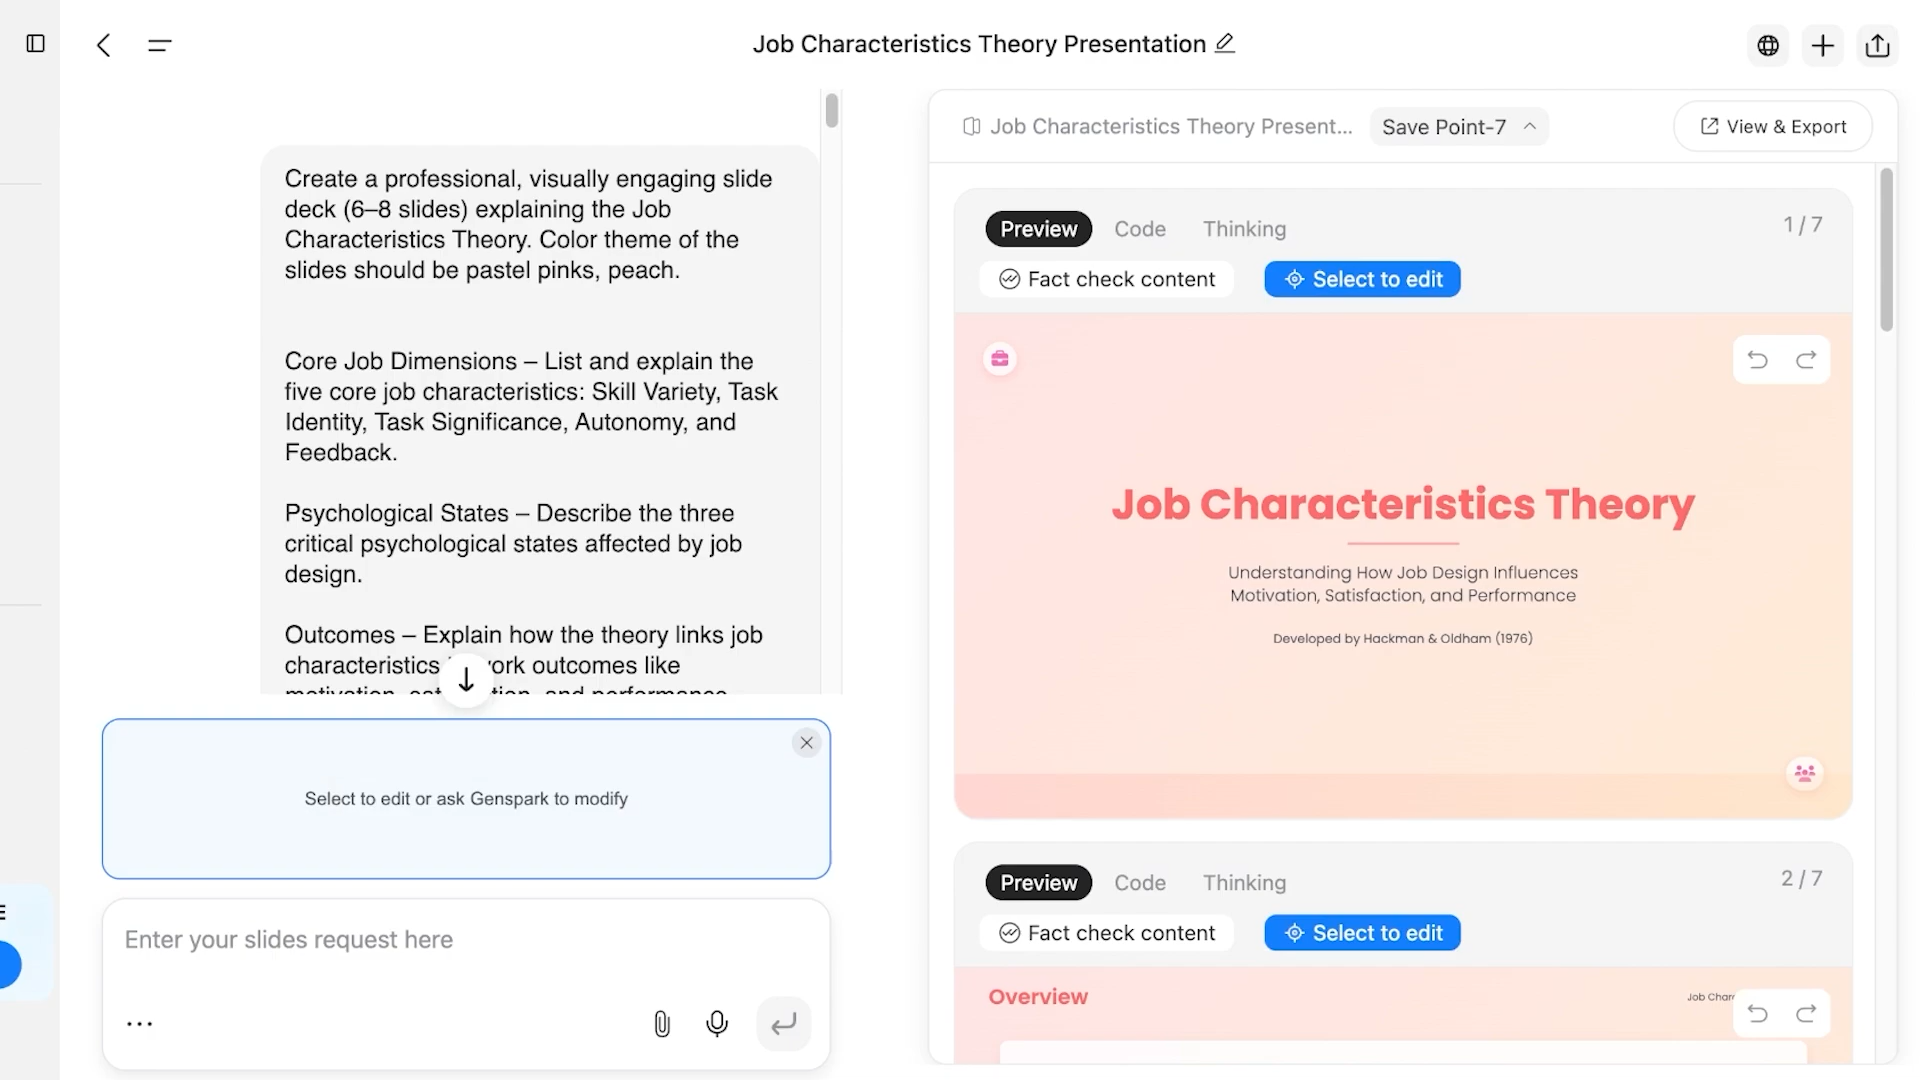 Job Characteristics Theory Presentation
Create a professional, visually engaging slide
deck (6–8 slides) explaining the Job
Characteristics Theory. Color theme of the
slides should be pastel pinks, peach.
Core Job Dimensions – List and explain the
five core job characteristics: Skill Variety, Task
Identity, Task Significance, Autonomy, and
Feedback.
Psychological States – Describe the three
critical psychological states affected by job
design.
Outcomes – Explain how the theory links job
characteristics work outcomes like
and performance
Select to edit or ask Genspark to modify
Enter your slides request here
Job Characteristics Theory Present...
Save Point-7
View & Export
Preview
Code
Thinking
1 / 7
Fact check content
Select to edit
Job Characteristics Theory
Understanding How Job Design Influences
Motivation, Satisfaction, and Performance
Developed by Hackman & Oldham (1976)
Preview
Code
Thinking
2 / 7
Fact check content
Select to edit
Overview
Job